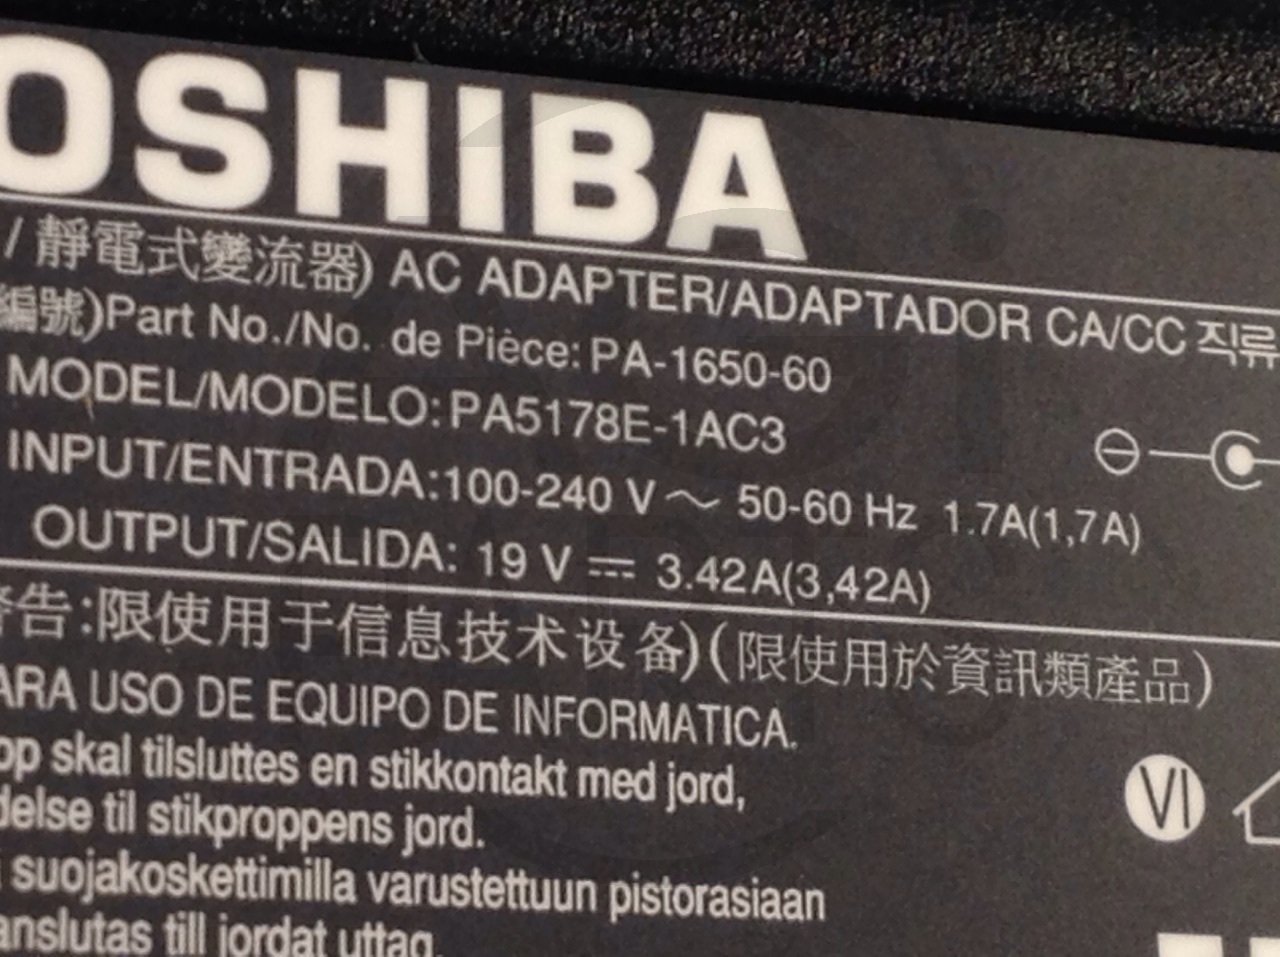 OSHIBA
/ 靜電式變流器) AC ADAPTER/ADAPTADOR CA/CC 직류
編號)Part No./No. de Pièce: PA-1650-60
MODEL/MODELO: PA5178E-1AC3
INPUT/ENTRADA:100-240 V ～ 50-60 Hz 1.7A(1,7A)
OUTPUT/SALIDA: 19 V ⎓ 3.42A(3,42A)
警告:限使用于信息技术设备)(限使用於資訊類產品)
ARA USO DE EQUIPO DE INFORMATICA.
op skal tilsluttes en stikkontakt med jord,
delse til stikproppens jord.
VI
suojakoskettimilla varustettuun pistorasiaan
anslutas till jordat uttag.